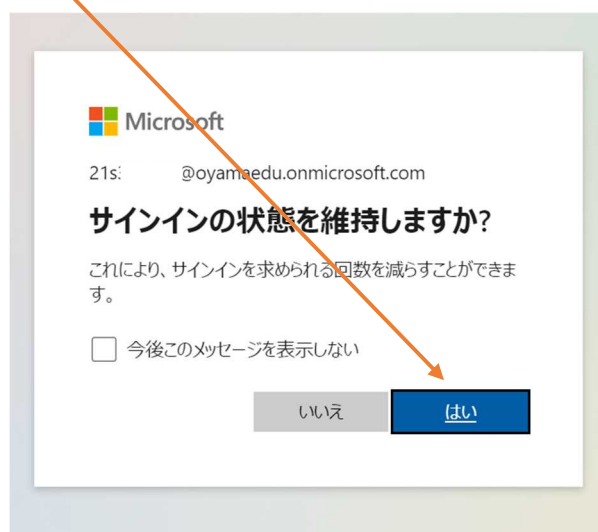 Microsoft
21s: @oyamaedu.onmicrosoft.com
サインインの状態を維持しますか?
これにより、サインインを求められる回数を減らすことができま
す。
今後このメッセージを表示しない
いいえ
はい